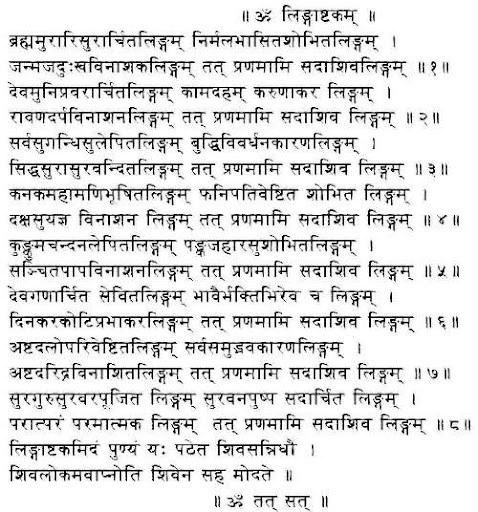 ॥ ॐ लिङ्गाष्टकम् ॥
ब्रह्ममुरारिसुरार्चितलिङ्गम् निर्मलभासितशोभितलिङ्गम् ।
जन्मजदुःखविनाशकलिङ्गम् तत् प्रणमामि सदाशिवलिङ्गम् ॥१॥
देवमुनिप्रवरार्चितलिङ्गम् कामदहम् करुणाकर लिङ्गम् ।
रावणदर्पविनाशनलिङ्गम् तत् प्रणमामि सदाशिव लिङ्गम् ॥२॥
सर्वसुगन्धिसुलेपितलिङ्गम् बुद्धिविवर्धनकारणलिङ्गम् ।
सिद्धसुरासुरवन्दितलिङ्गम् तत् प्रणमामि सदाशिव लिङ्गम् ॥३॥
कनकमहामणिभूषितलिङ्गम् फनिपतिवेष्टित शोभित लिङ्गम् ।
दक्षसुयज्ञ विनाशन लिङ्गम् तत् प्रणमामि सदाशिव लिङ्गम् ॥४॥
कुङ्कुमचन्दनलेपितलिङ्गम् पङ्कजहारसुशोभितलिङ्गम् ।
सञ्चितपापविनाशनलिङ्गम् तत् प्रणमामि सदाशिव लिङ्गम् ॥५॥
देवगणार्चित सेवितलिङ्गम् भावैर्भक्तिभिरेव च लिङ्गम् ।
दिनकरकोटिप्रभाकरलिङ्गम् तत् प्रणमामि सदाशिव लिङ्गम् ॥६॥
अष्टदलोपरिवेष्टितलिङ्गम् सर्वसमुद्भवकारणलिङ्गम् ।
अष्टदरिद्रविनाशितलिङ्गम् तत् प्रणमामि सदाशिव लिङ्गम् ॥७॥
सुरगुरुसुरवरपूजित लिङ्गम् सुरवनपुष्प सदार्चित लिङ्गम् ।
परात्परं परमात्मक लिङ्गम् तत् प्रणमामि सदाशिव लिङ्गम् ॥८॥
लिङ्गाष्टकमिदं पुण्यं यः पठेत् शिवसन्निधौ ।
शिवलोकमवाप्नोति शिवेन सह मोदते ॥
॥ ॐ तत् सत् ॥